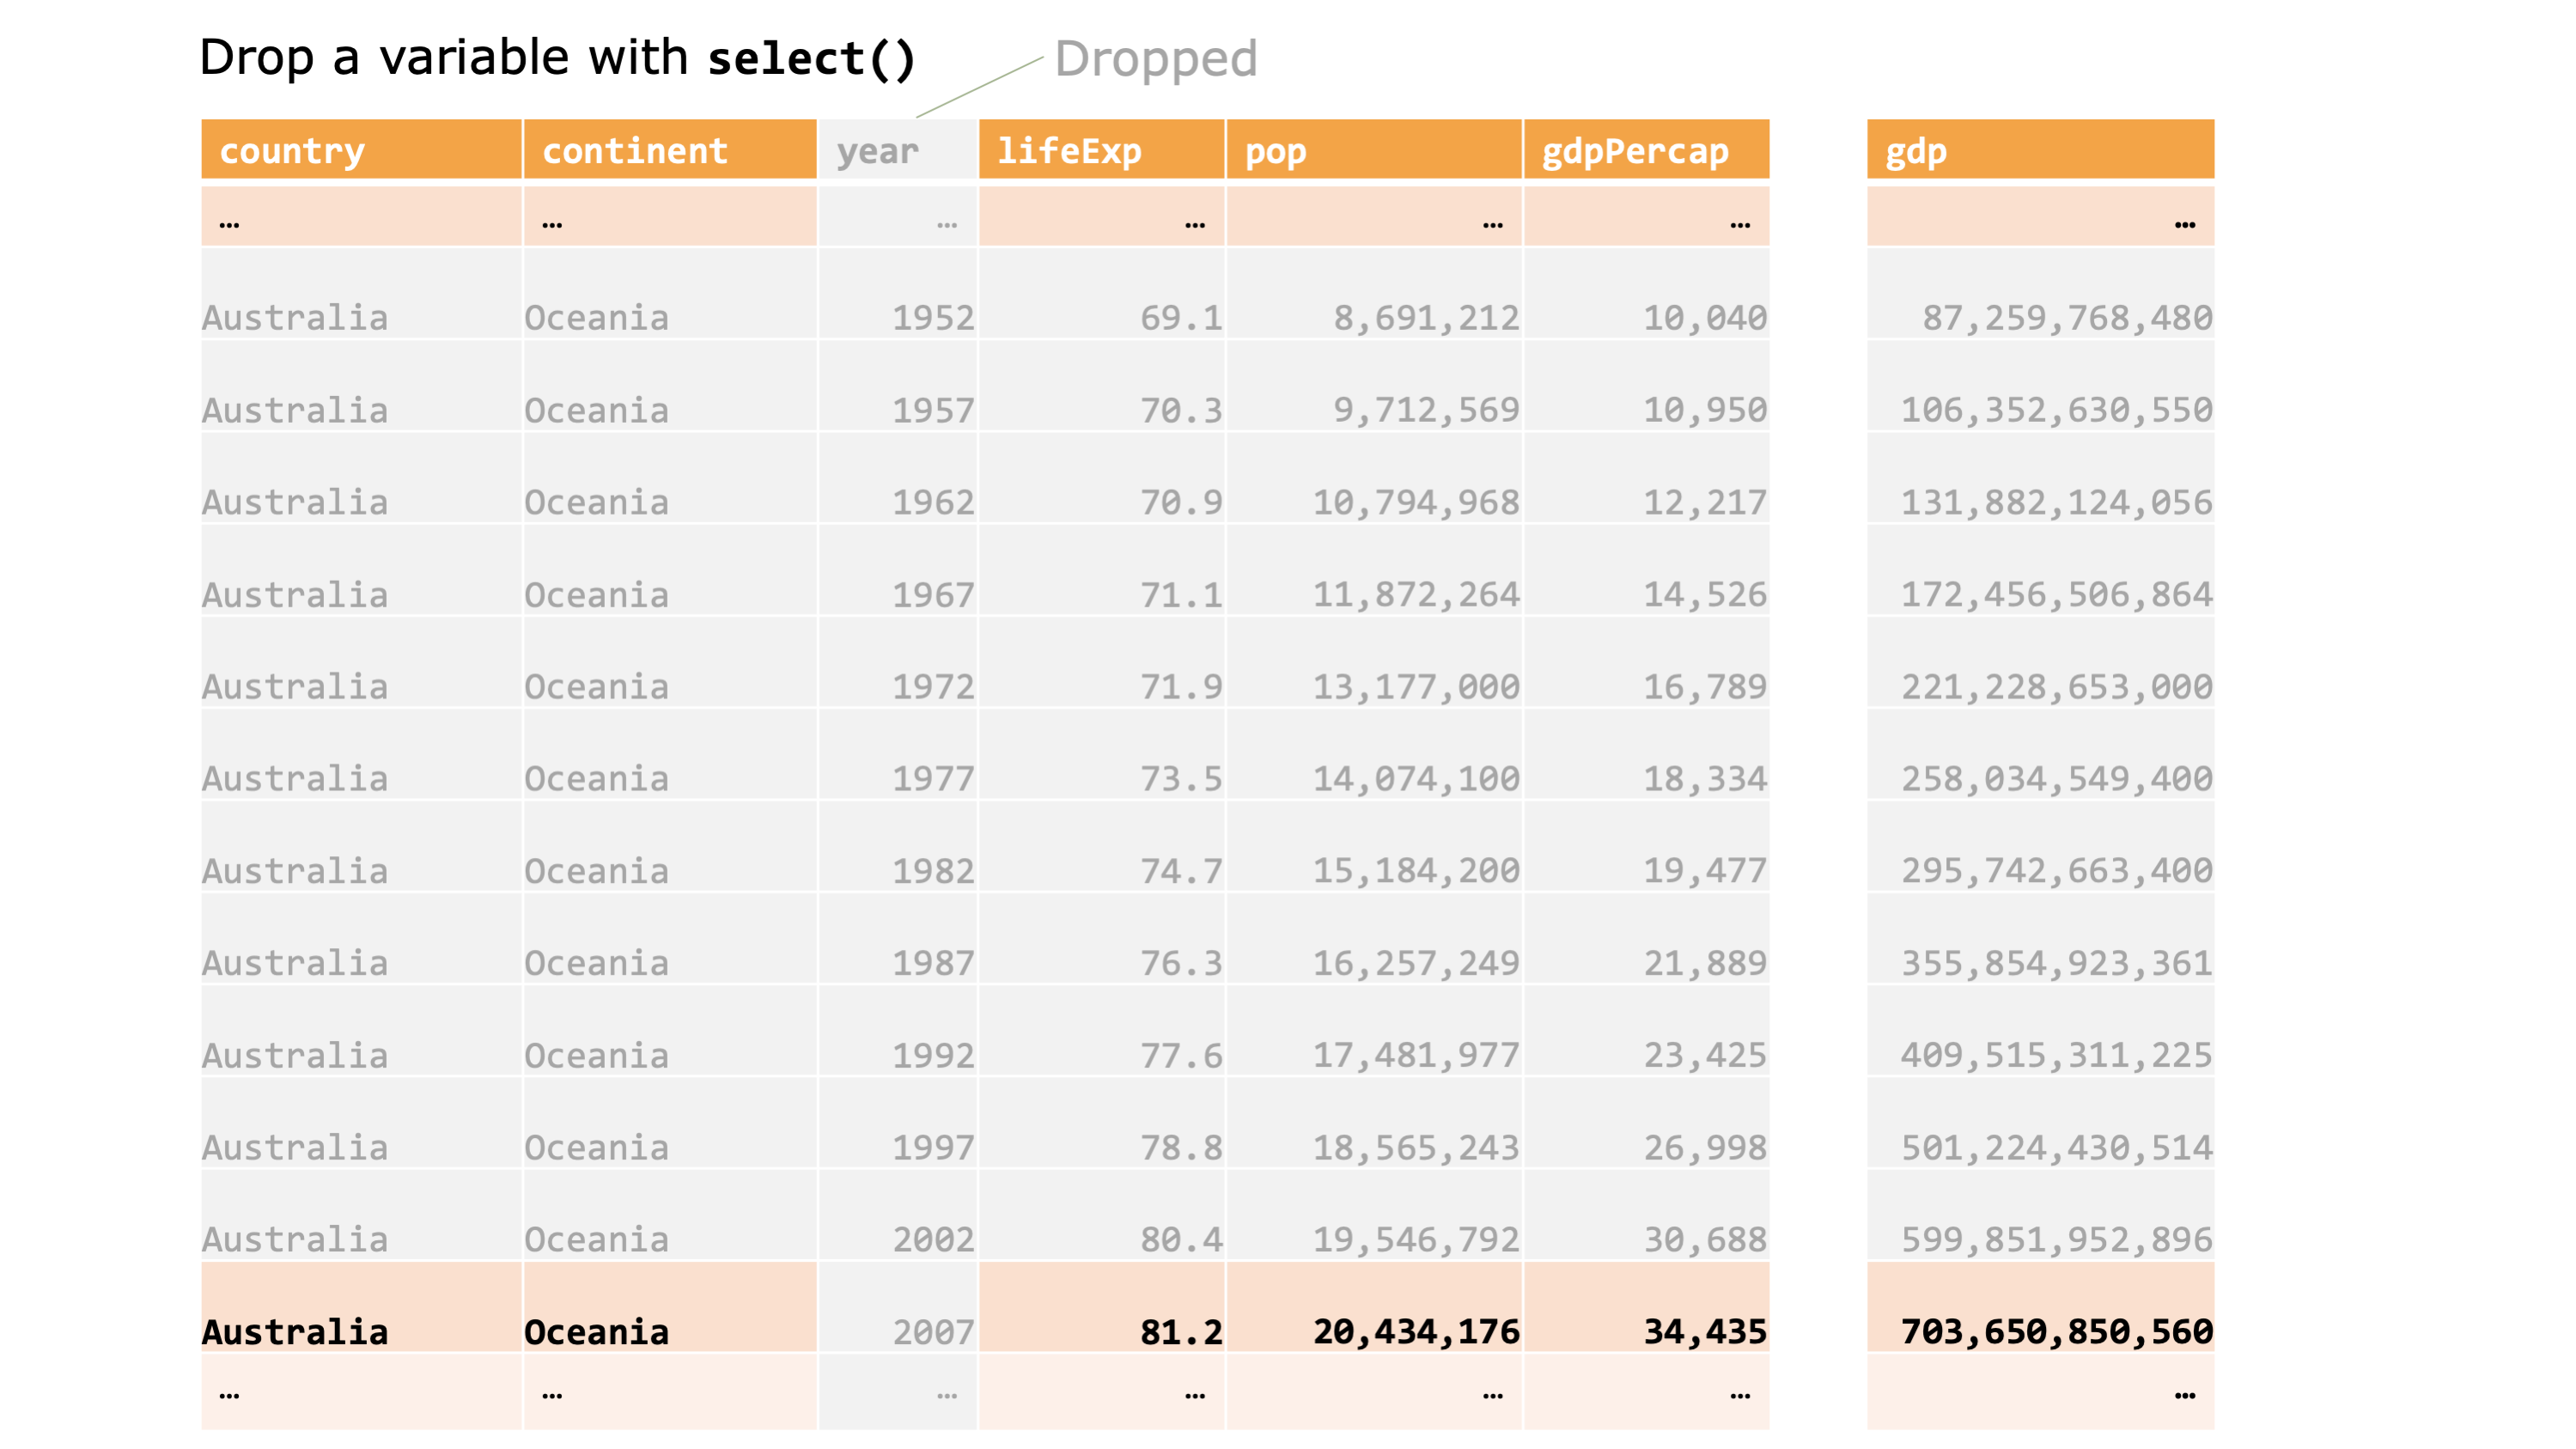 Drop a variable with select() Dropped
country continent year lifeExp pop gdpPercap gdp
… … … … … … …
Australia Oceania 1952 69.1 8,691,212 10,040 87,259,768,480
Australia Oceania 1957 70.3 9,712,569 10,950 106,352,630,550
Australia Oceania 1962 70.9 10,794,968 12,217 131,882,124,056
Australia Oceania 1967 71.1 11,872,264 14,526 172,456,506,864
Australia Oceania 1972 71.9 13,177,000 16,789 221,228,653,000
Australia Oceania 1977 73.5 14,074,100 18,334 258,034,549,400
Australia Oceania 1982 74.7 15,184,200 19,477 295,742,663,400
Australia Oceania 1987 76.3 16,257,249 21,889 355,854,923,361
Australia Oceania 1992 77.6 17,481,977 23,425 409,515,311,225
Australia Oceania 1997 78.8 18,565,243 26,998 501,224,430,514
Australia Oceania 2002 80.4 19,546,792 30,688 599,851,952,896
Australia Oceania 2007 81.2 20,434,176 34,435 703,650,850,560
… … … … … … …